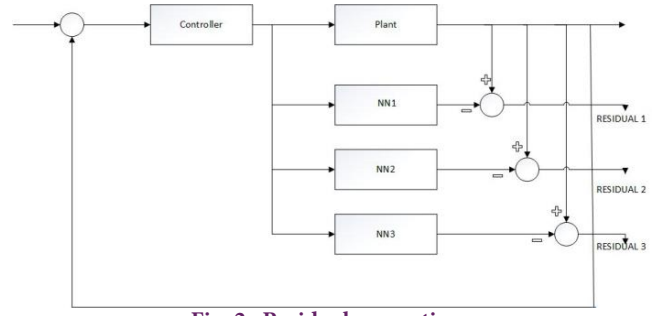 Controller
Plant
NN1
RESIDUAL 1
NN2
RESIDUAL 2
NN3
RESIDUAL 3